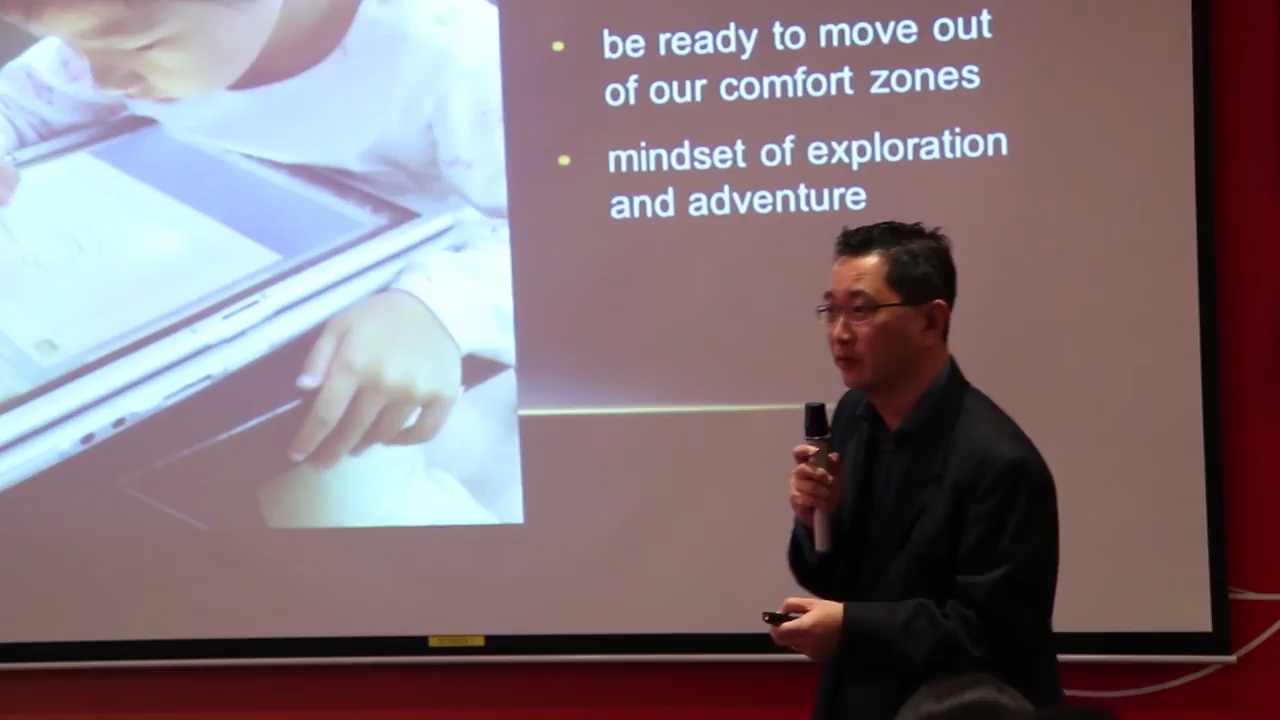 be ready to move out
of our comfort zones
mindset of exploration
and adventure